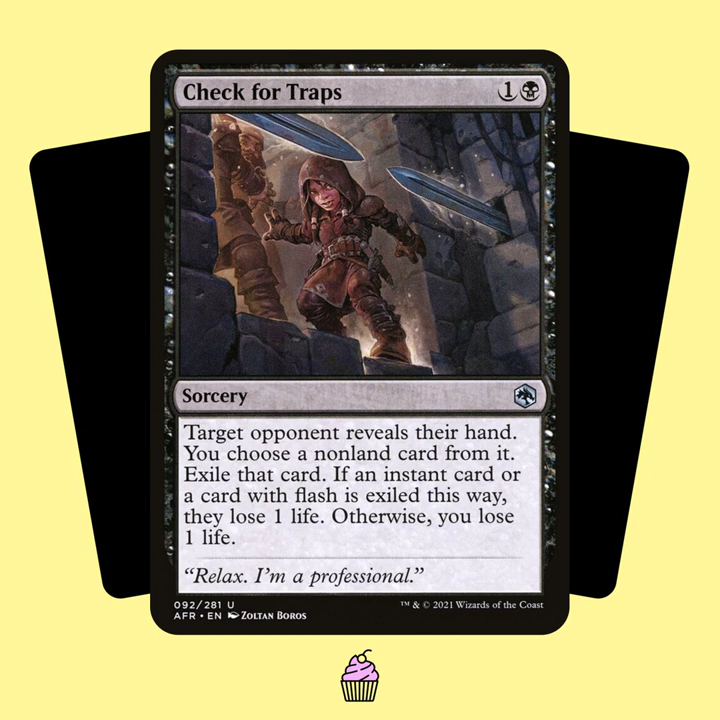 Check for Traps 1
Sorcery
Target opponent reveals their hand.
You choose a nonland card from it.
Exile that card. If an instant card or
a card with flash is exiled this way,
they lose 1 life. Otherwise, you lose
1 life.
“Relax. I’m a professional.”
092/281 U
AFR • EN Zoltan Boros
™ & © 2021 Wizards of the Coast